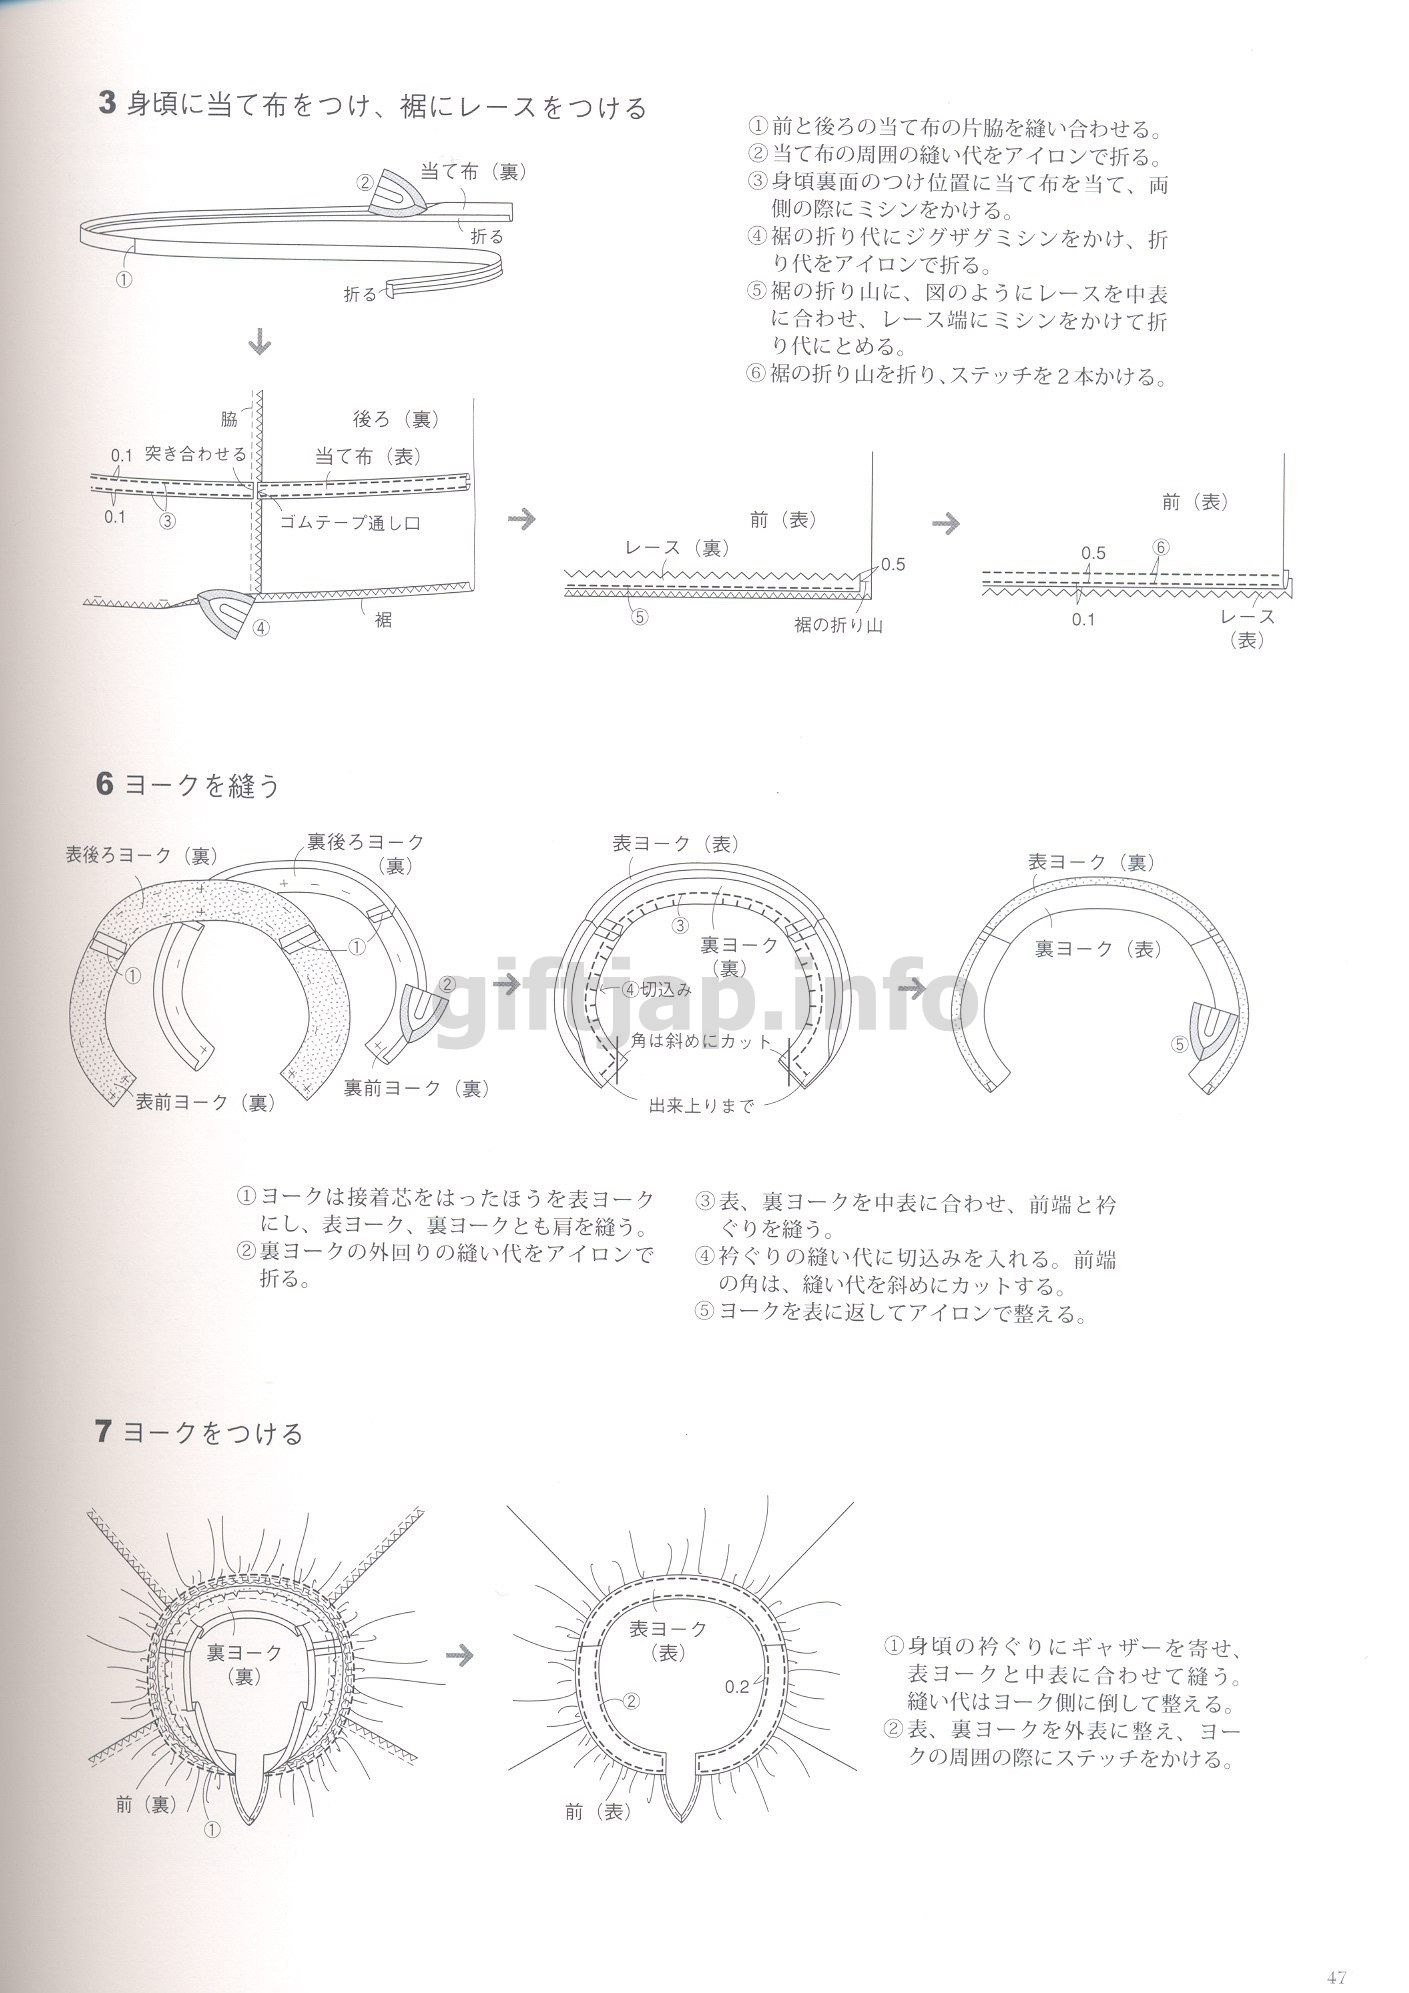 3 身頃に当て布をつけ、裾にレースをつける
①前と後ろの当て布の片脇を縫い合わせる。
②当て布の周囲の縫い代をアイロンで折る。
③身頃裏面のつけ位置に当て布を当て、両
側の際にミシンをかける。
④裾の折り代にジグザグミシンをかけ、折
り代をアイロンで折る。
⑤裾の折り山に、図のようにレースを中表
に合わせ、レース端にミシンをかけて折
り代にとめる。
⑥裾の折り山を折り、ステッチを2本かける。
② 当て布(裏)
折る
①
折る
脇
後ろ(裏)
0.1 突き合わせる
当て布(表)
0.1
③
ゴムテープ通し口
④
裾
前(表)
レース(裏)
0.5
⑤
裾の折り山
前(表)
0.5
⑥
0.1
レース
(表)
6 ヨークを縫う
表後ろヨーク(裏)
裏後ろヨーク
(裏)
①
①
②
表前ヨーク(裏)
裏前ヨーク(裏)
表ヨーク(表)
③
裏ヨーク
(裏)
④切込み
角は斜めにカット
出来上りまで
表ヨーク(裏)
裏ヨーク(表)
⑤
giftjap.info
①ヨークは接着芯をはったほうを表ヨーク
にし、表ヨーク、裏ヨークとも肩を縫う。
②裏ヨークの外回りの縫い代をアイロンで
折る。
③表、裏ヨークを中表に合わせ、前端と衿
ぐりを縫う。
④衿ぐりの縫い代に切込みを入れる。前端
の角は、縫い代を斜めにカットする。
⑤ヨークを表に返してアイロンで整える。
7 ヨークをつける
裏ヨーク
(裏)
前(裏)
①
表ヨーク
(表)
0.2
②
前(表)
①身頃の衿ぐりにギャザーを寄せ、
表ヨークと中表に合わせて縫う。
縫い代はヨーク側に倒して整える。
②表、裏ヨークを外表に整え、ヨー
クの周囲の際にステッチをかける。
47